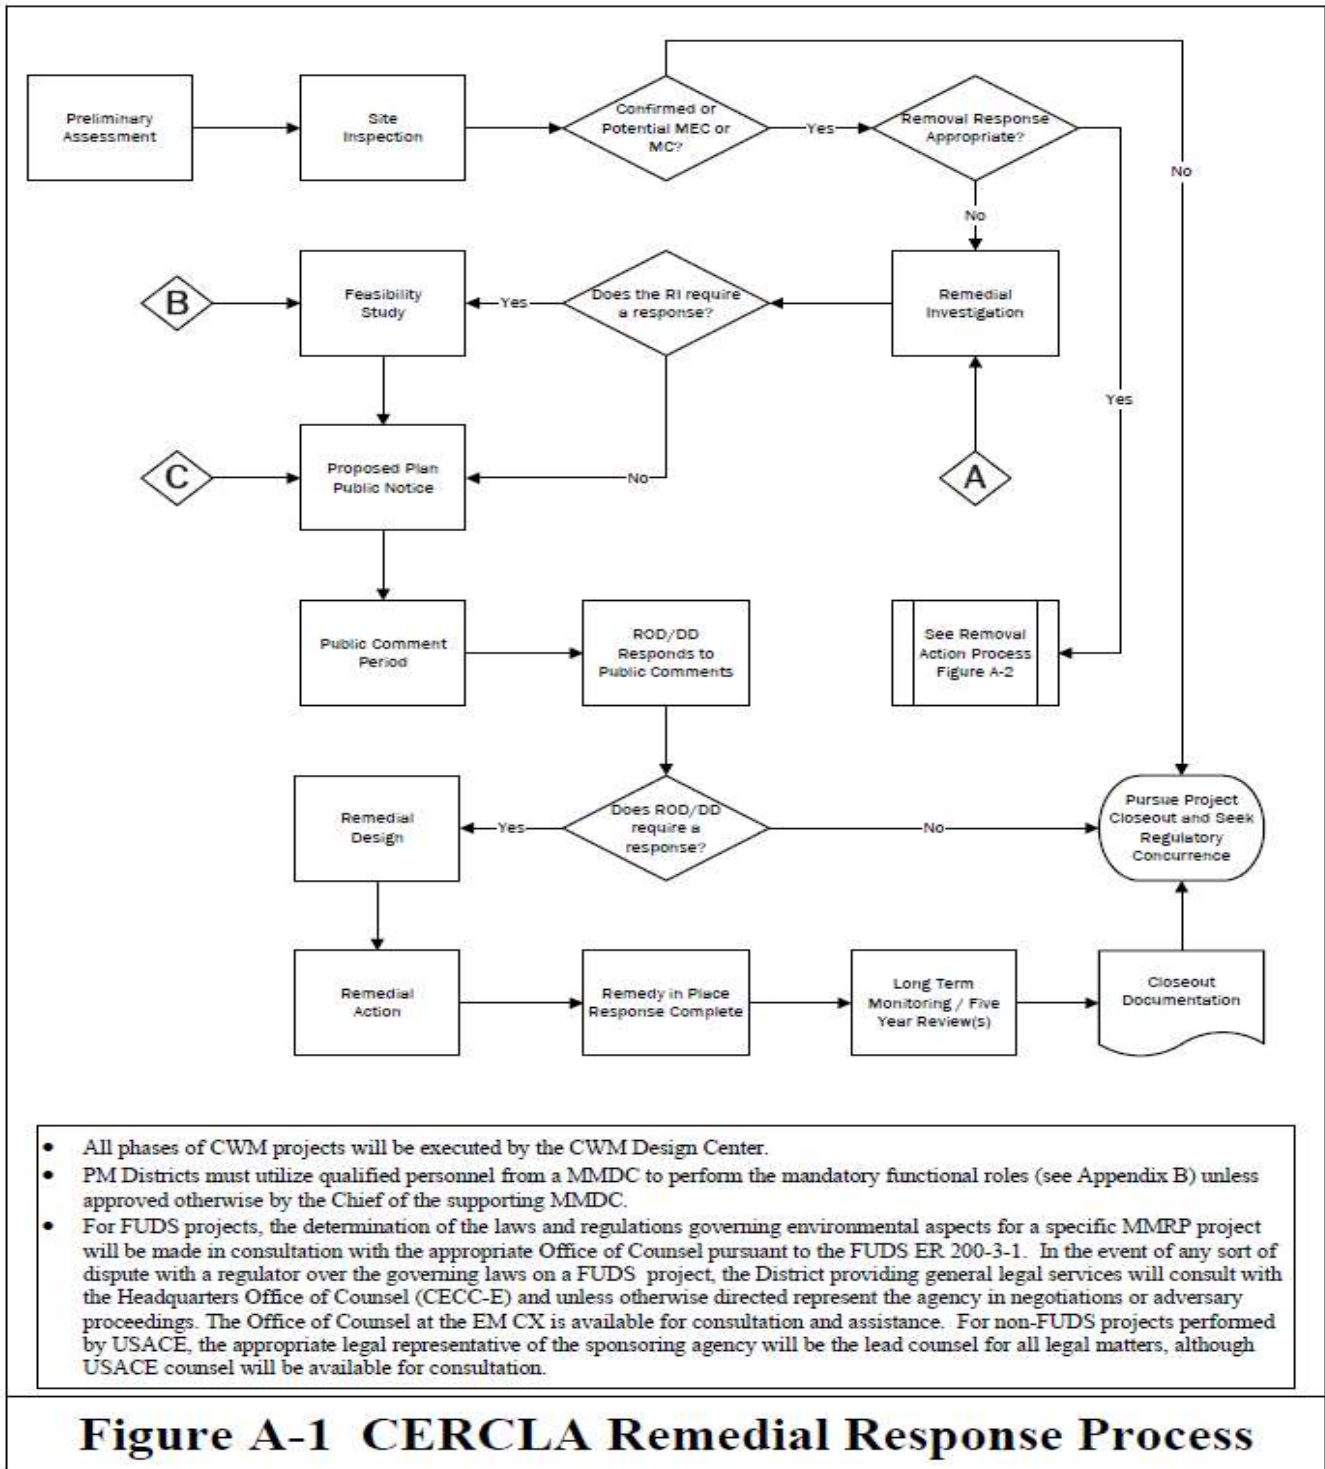 Preliminary
Assessment
Site
Inspection
Confirmed or
Potential MEC or
MC?
Yes
Removal Response
Appropriate?
No
No
B
Feasibility
Study
Yes
Does the RI require
a response?
Remedial
Investigation
Yes
C
Proposed Plan
Public Notice
No
A
Public Comment
Period
ROD/DD
Responds to
Public Comments
See Removal
Action Process
Figure A-2
Remedial
Design
Yes
Does ROD/DD
require a
response?
No
Pursue Project
Closeout and Seek
Regulatory
Concurrence
Remedial
Action
Remedy in Place
Response Complete
Long Term
Monitoring / Five
Year Review(s)
Closeout
Documentation
• All phases of CWM projects will be executed by the CWM Design Center.
• PM Districts must utilize qualified personnel from a MMDC to perform the mandatory functional roles (see Appendix B) unless
approved otherwise by the Chief of the supporting MMDC.
• For FUDS projects, the determination of the laws and regulations governing environmental aspects for a specific MMRP project
will be made in consultation with the appropriate Office of Counsel pursuant to the FUDS ER 200-3-1. In the event of any sort of
dispute with a regulator over the governing laws on a FUDS project, the District providing general legal services will consult with
the Headquarters Office of Counsel (CECC-E) and unless otherwise directed represent the agency in negotiations or adversary
proceedings. The Office of Counsel at the EM CX is available for consultation and assistance. For non-FUDS projects performed
by USACE, the appropriate legal representative of the sponsoring agency will be the lead counsel for all legal matters, although
USACE counsel will be available for consultation.
Figure A-1 CERCLA Remedial Response Process